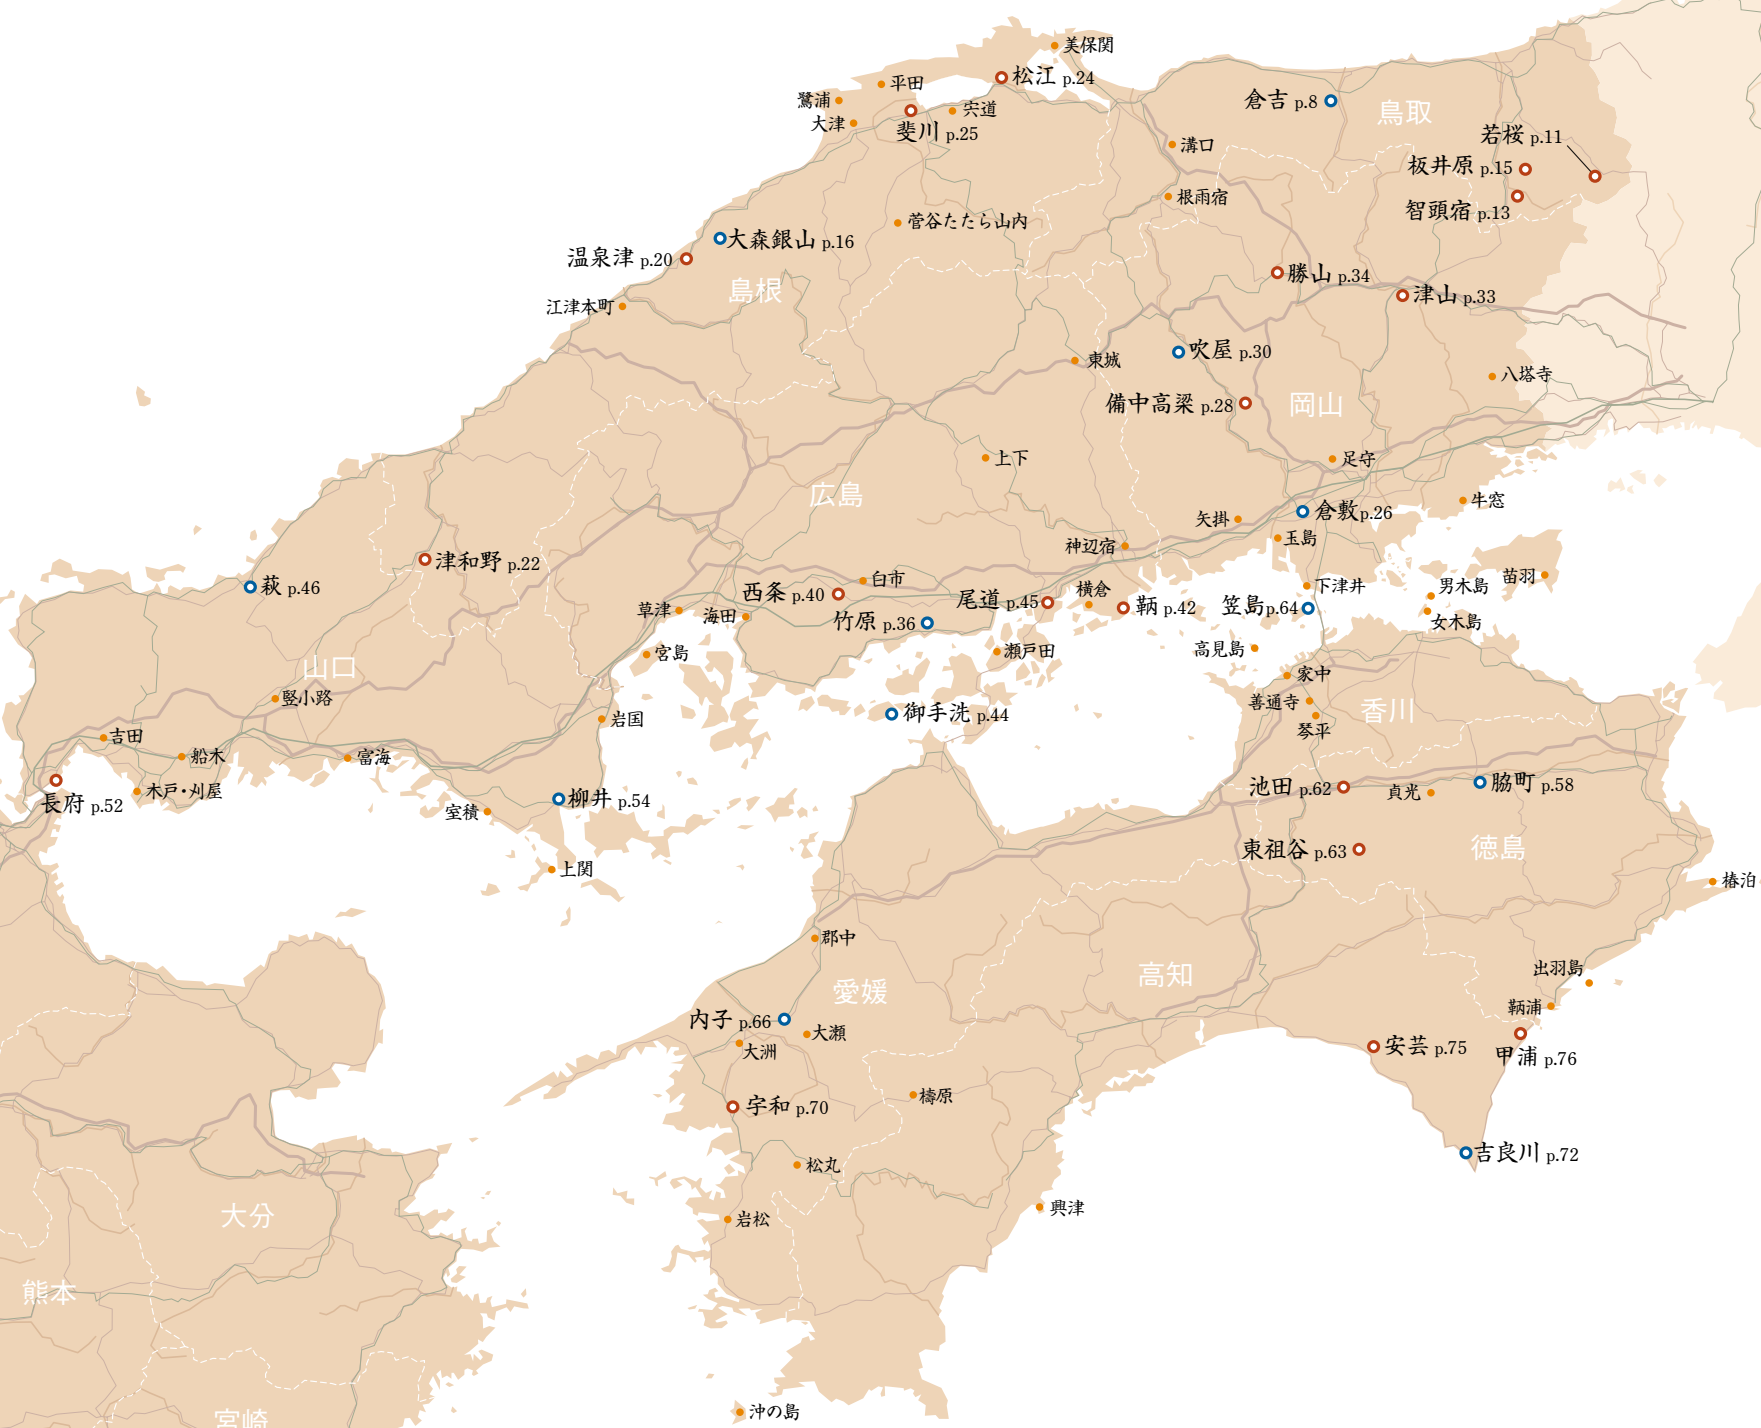 美保関
松江 p.24
平田
鷺浦
宍道
大津
斐川 p.25
倉吉 p.8
鳥取
若桜 p.11
溝口
板井原 p.15
根雨宿
智頭宿 p.13
菅谷たたら山内
大森銀山 p.16
温泉津 p.20
島根
勝山 p.34
津山 p.33
江津本町
吹屋 p.30
東城
八塔寺
備中高梁 p.28
岡山
上下
足守
広島
牛窓
倉敷 p.26
矢掛
玉島
神辺宿
津和野 p.22
萩 p.46
白市
苗羽
下津井
男木島
西条 p.40
尾道 p.45
横倉
鞆 p.42
笠島 p.64
草津
海田
竹原 p.36
女木島
宮島
瀬戸田
高見島
山口
家中
竪小路
善通寺
香川
御手洗 p.44
岩国
琴平
吉田
船木
富海
長府 p.52
木戸・刈屋
柳井 p.54
池田 p.62
貞光
脇町 p.58
室積
東祖谷 p.63
徳島
上関
椿泊
郡中
高知
出羽島
愛媛
鞆浦
内子 p.66
大瀬
大洲
安芸 p.75
甲浦 p.76
檮原
宇和 p.70
吉良川 p.72
松丸
興津
大分
岩松
熊本
沖の島
宮崎